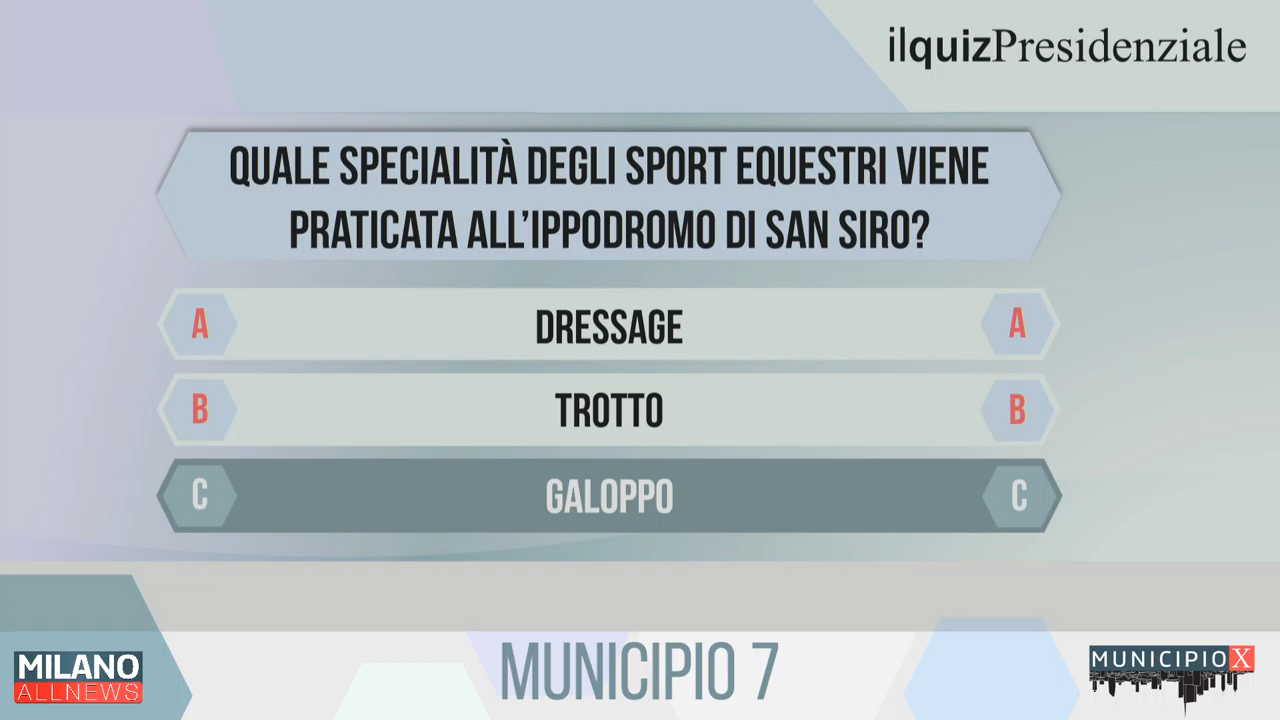 ilquizPresidenziale
QUALE SPECIALITÀ DEGLI SPORT EQUESTRI VIENE
PRATICATA ALL'IPPODROMO DI SAN SIRO?
A DRESSAGE A
B TROTTO B
C GALOPPO C
MILANO
ALLNEWS
MUNICIPIO 7
MUNICIPIO X